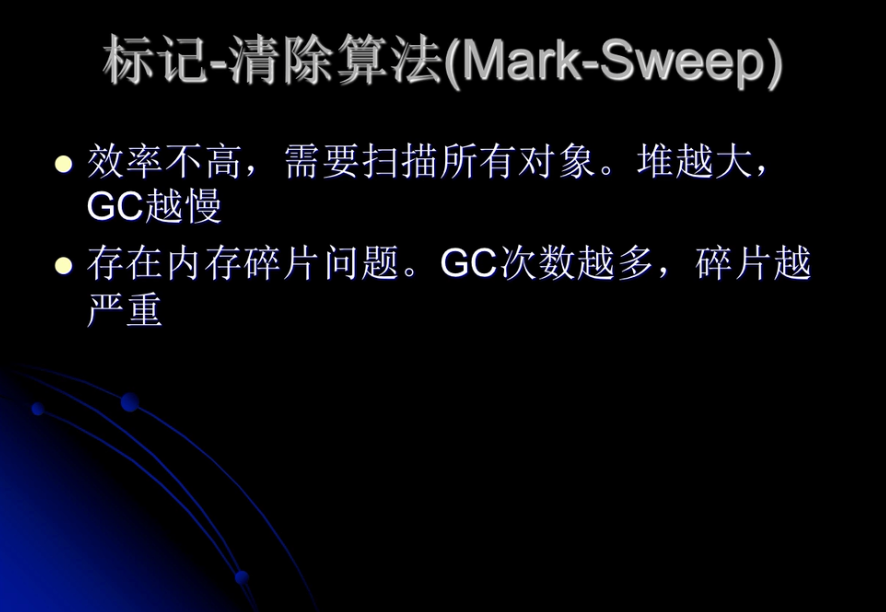 标记-清除算法(Mark-Sweep)
效率不高，需要扫描所有对象。堆越大，
GC越慢
存在内存碎片问题。GC次数越多，碎片越
严重